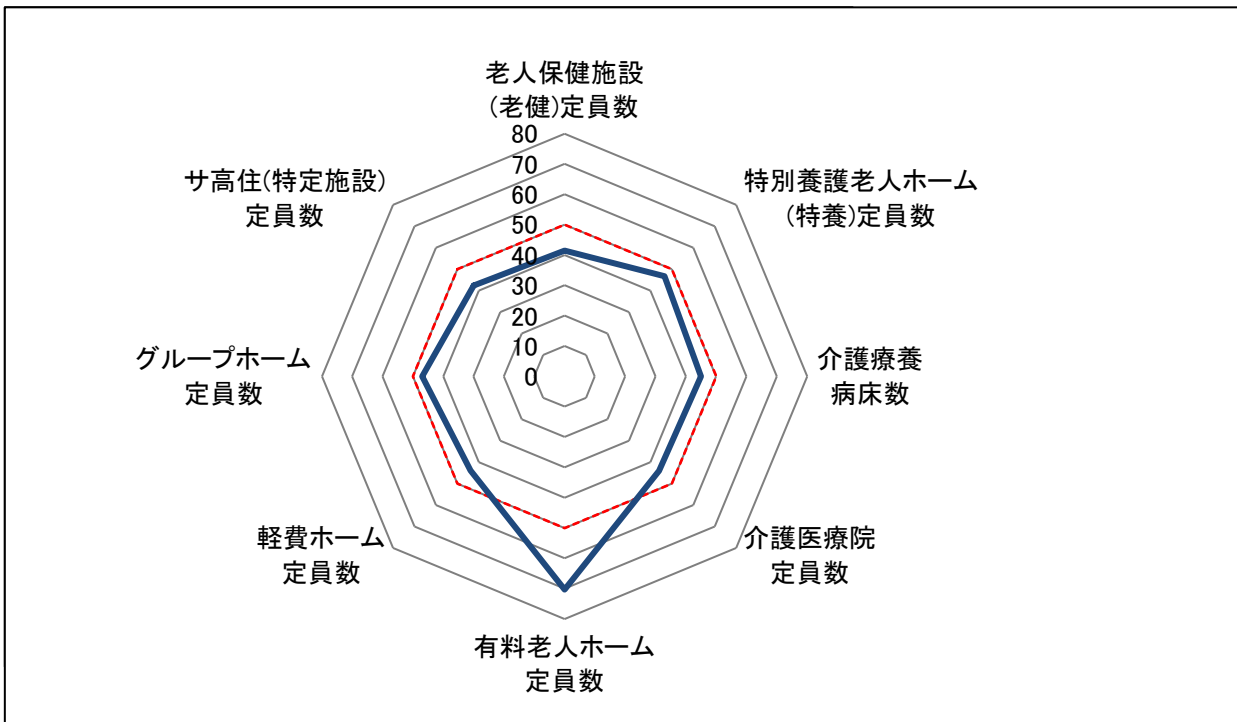 老人保健施設
(老健)定員数
特別養護老人ホーム
(特養)定員数
介護療養
病床数
介護医療院
定員数
有料老人ホーム
定員数
軽費ホーム
定員数
グループホーム
定員数
サ高住(特定施設)
定員数
80
70
60
50
40
30
20
10
0